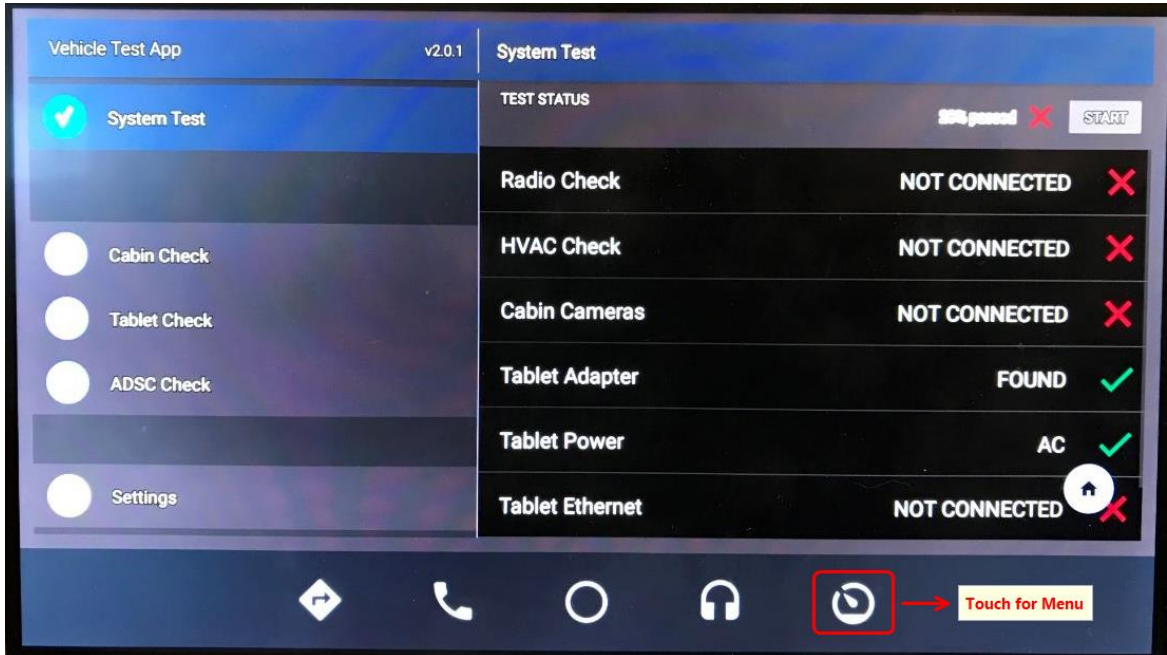 Vehicle Test App v2.0.1
System Test
System Test
Cabin Check
Tablet Check
ADSC Check
Settings
TEST STATUS
passed
START
Radio Check NOT CONNECTED
HVAC Check NOT CONNECTED
Cabin Cameras NOT CONNECTED
Tablet Adapter FOUND
Tablet Power AC
Tablet Ethernet NOT CONNECTED
Touch for Menu